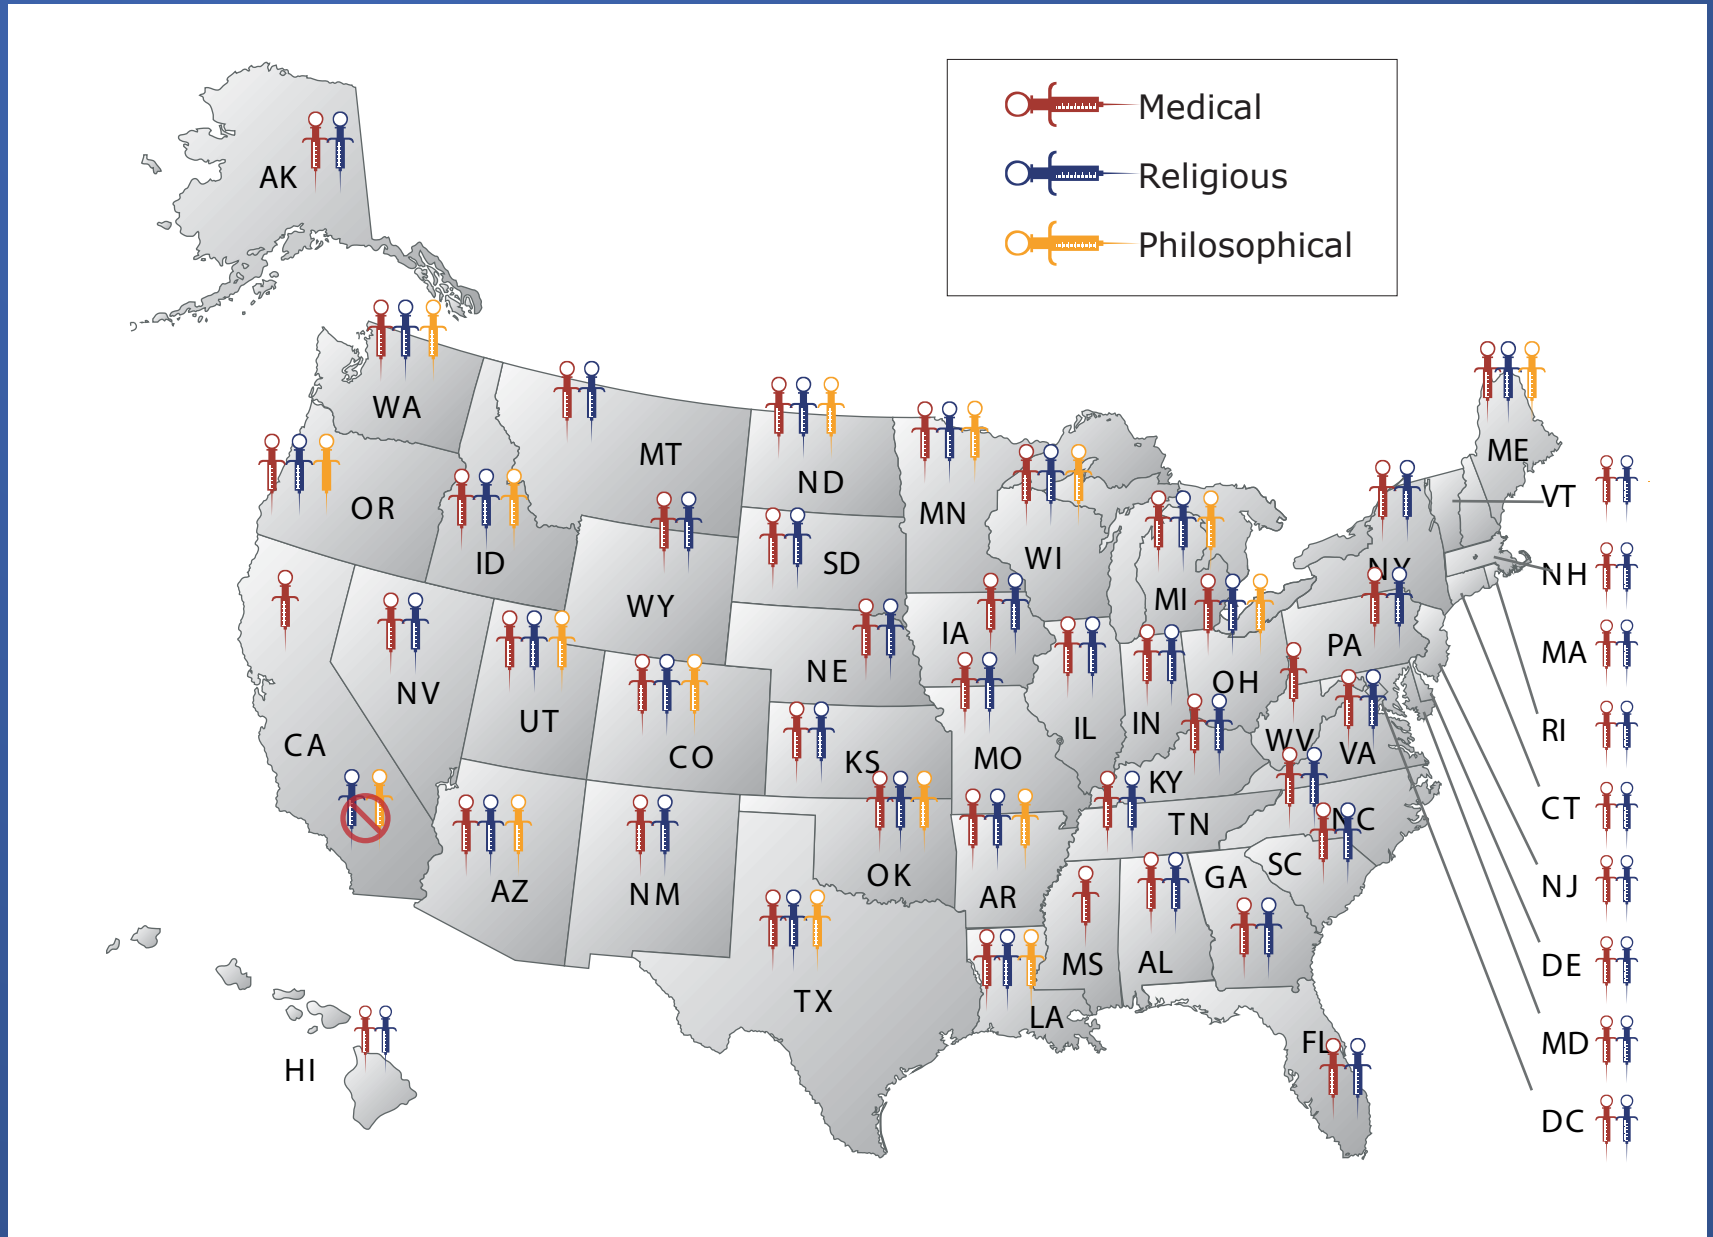 Medical
Religious
Philosophical
AK
WA
MT
ND
MN
ME
OR
ID
SD
WI
VT
NY
NH
WY
MI
IA
PA
MA
NE
NV
UT
OH
RI
IL
IN
CA
CO
KS
MO
WV
VA
KY
CT
TN
NC
AZ
NM
OK
AR
SC
GA
NJ
MS
AL
DE
TX
LA
FL
MD
HI
DC